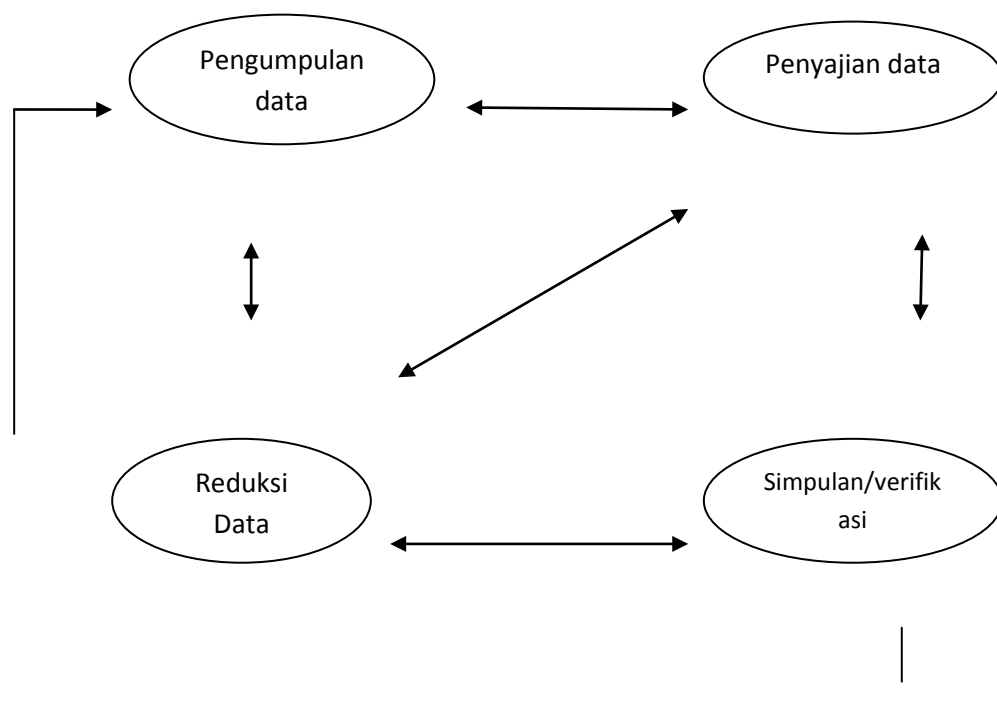 Pengumpulan
data
Penyajian data
Reduksi
Data
Simpulan/verifik
asi